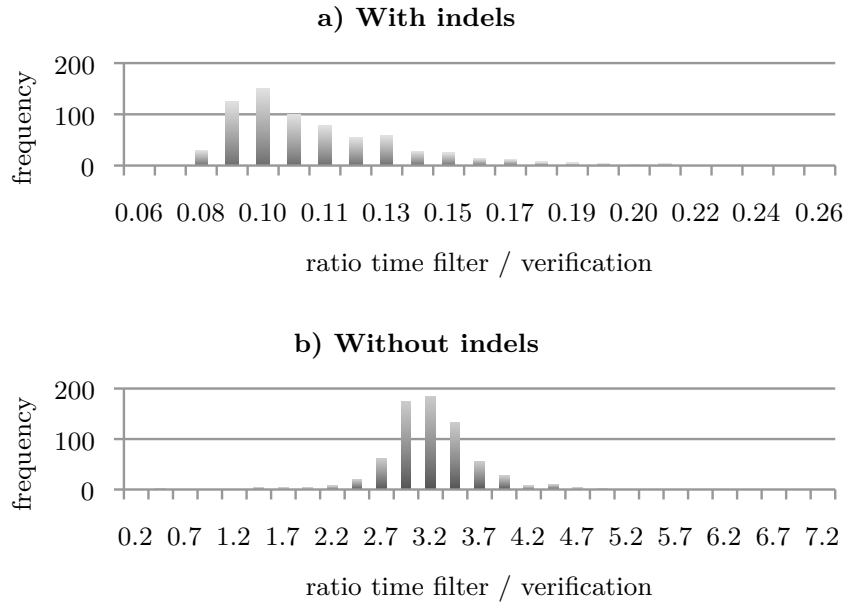 a) With indels
200
100
0
frequency
0.06 0.08 0.10 0.11 0.13 0.15 0.17 0.19 0.20 0.22 0.24 0.26
ratio time filter / verification
b) Without indels
200
100
0
frequency
0.2 0.7 1.2 1.7 2.2 2.7 3.2 3.7 4.2 4.7 5.2 5.7 6.2 6.7 7.2
ratio time filter / verification